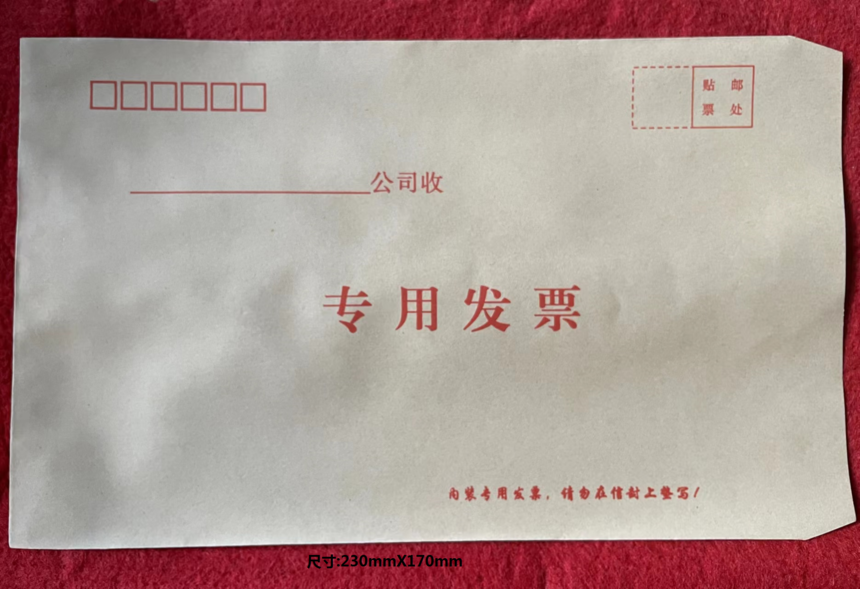 贴 邮
票 处
公司收
专用发票
内装专用发票，请勿在信封上垫写！
尺寸:230mmX170mm